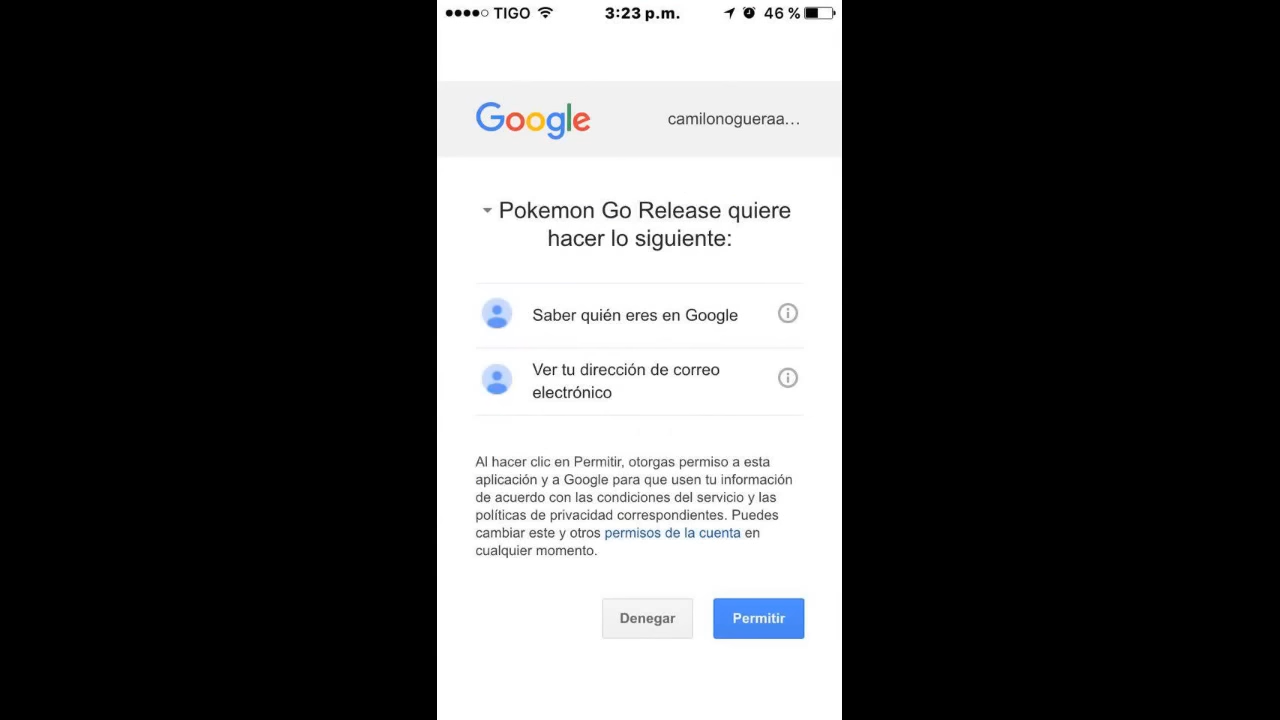 TIGO 3:23 p.m. 46 %
Google camilonogueraa...
Pokemon Go Release quiere
hacer lo siguiente:
Saber quién eres en Google
Ver tu dirección de correo
electrónico
Al hacer clic en Permitir, otorgas permiso a esta
aplicación y a Google para que usen tu información
de acuerdo con las condiciones del servicio y las
políticas de privacidad correspondientes. Puedes
cambiar este y otros permisos de la cuenta en
cualquier momento.
Denegar Permitir